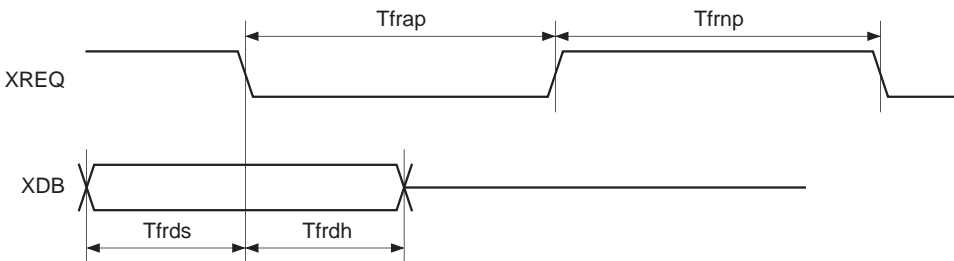 Tfrap
Tfrnp
XREQ
XDB
Tfrds
Tfrdh